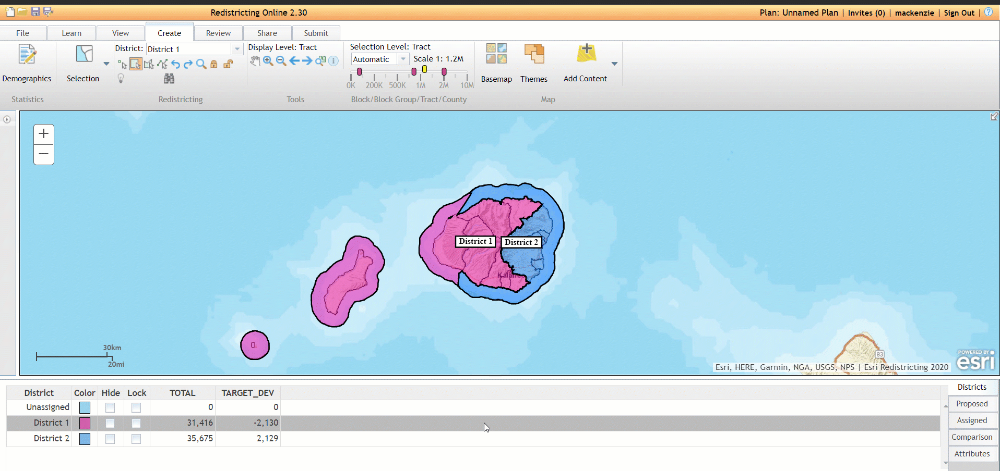 Redistricting Online 2.30
Plan: Unnamed Plan | Invites (0) | mackenzie | Sign Out | ?
File Learn View Create Review Share Submit
District: District 1
Display Level: Tract
Selection Level: Tract
Automatic Scale 1: 1.2M
Demographics Selection
0K 200K 500K 1M 2M 10M
Basemap Themes Add Content
Statistics Redistricting Tools Block/Block Group/Tract/County Map
+
−
District 1 District 2
30km
20mi
83
POWERED BY
esri
Esri, HERE, Garmin, NGA, USGS, NPS | Esri Redistricting 2020
District Color Hide Lock TOTAL TARGET_DEV
Unassigned 0 0
District 1 31,416 -2,130
District 2 35,675 2,129
Districts
Proposed
Assigned
Comparison
Attributes